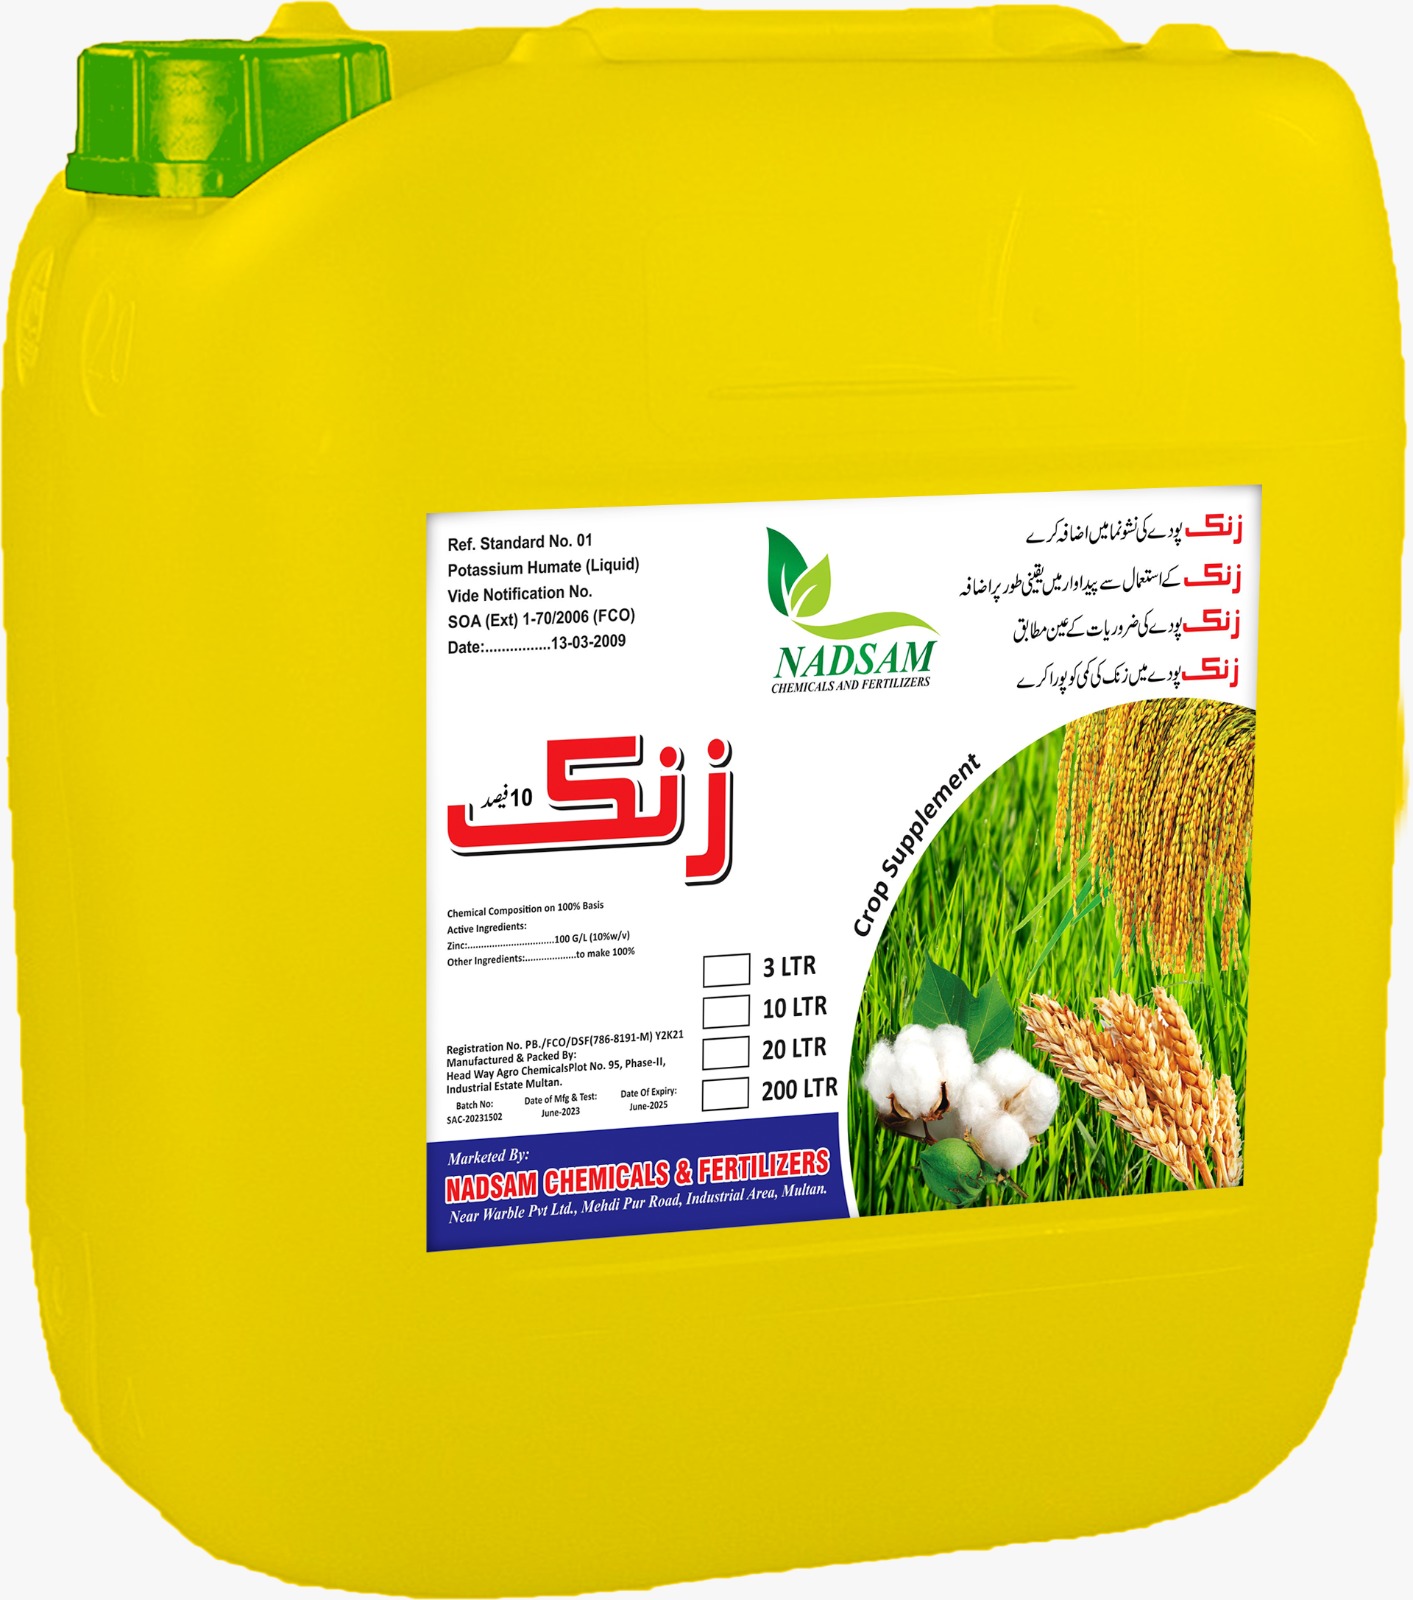 Ref. Standard No. 01
Potassium Humate (Liquid)
Vide Notification No.
SOA (Ext) 1-70/2006 (FCO)
Date:................13-03-2009
NADSAM
CHEMICALS AND FERTILIZERS
زنک پودے کی نشونما میں اضافہ کرے
زنک کے استعمال سے پیداوار میں یقینی طور پر اضافہ
زنک پودے کی ضروریات کے عین مطابق
زنک پودے میں زنک کی کمی کو پورا کرے
زنک
10 فیصد
Crop Supplement
Chemical Composition on 100% Basis
Active Ingredients:
Zinc:................................100 G/L (10%w/v)
Other Ingredients:...................to make 100%
3 LTR
10 LTR
20 LTR
200 LTR
Registration No. PB./FCO/DSF(786-8191-M) Y2K21
Manufactured & Packed By:
Head Way Agro ChemicalsPlot No. 95, Phase-II,
Industrial Estate Multan.
Batch No: Date of Mfg & Test: Date Of Expiry:
SAC-20231502 June-2023 June-2025
Marketed By:
NADSAM CHEMICALS & FERTILIZERS
Near Warble Pvt Ltd., Mehdi Pur Road, Industrial Area, Multan.